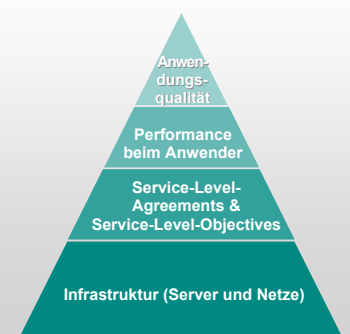 Anwen-
dungs-
qualität
Performance
beim Anwender
Service-Level-
Agreements &
Service-Level-Objectives
Infrastruktur (Server und Netze)